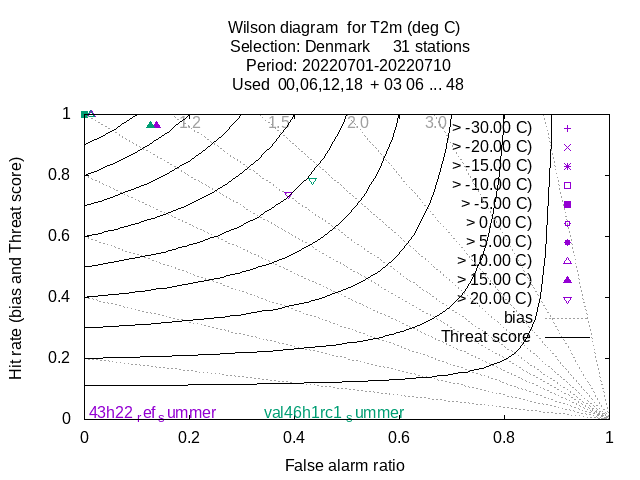 Wilson diagram  for T2m (deg C)
Selection: Denmark     31 stations
Period: 20220701-20220710
Used  00,06,12,18  + 03 06 ... 48
Hit rate (bias and Threat score)
1
0.8
0.6
0.4
0.2
0
1.2
1.5
2.0
3.0
> -30.00 C)
> -20.00 C)
> -15.00 C)
> -10.00 C)
> -5.00 C)
> 0.00 C)
> 5.00 C)
> 10.00 C)
> 15.00 C)
> 20.00 C)
bias
Threat score
43h22refsummer val46h1rc1summer
0 0.2 0.4 0.6 0.8 1
False alarm ratio